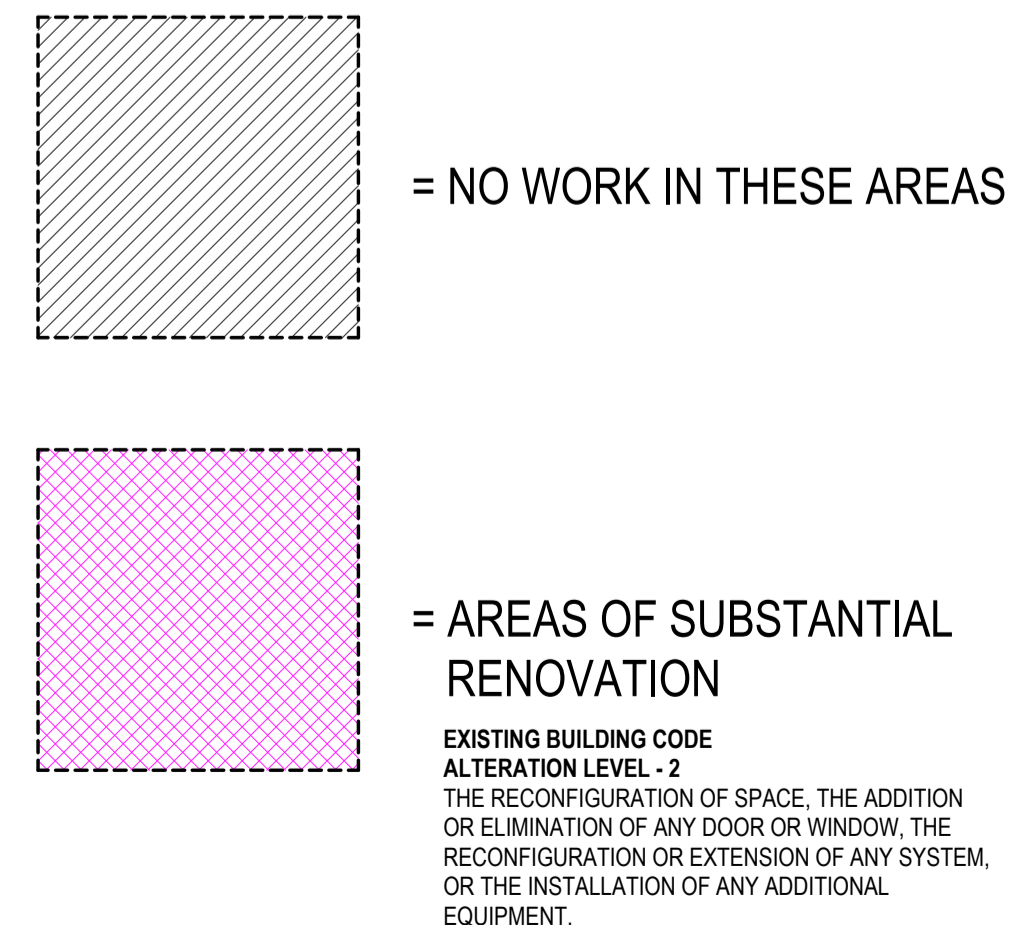 = NO WORK IN THESE AREAS
= AREAS OF SUBSTANTIAL
RENOVATION
EXISTING BUILDING CODE
ALTERATION LEVEL - 2
THE RECONFIGURATION OF SPACE, THE ADDITION
OR ELIMINATION OF ANY DOOR OR WINDOW, THE
RECONFIGURATION OR EXTENSION OF ANY SYSTEM,
OR THE INSTALLATION OF ANY ADDITIONAL
EQUIPMENT.